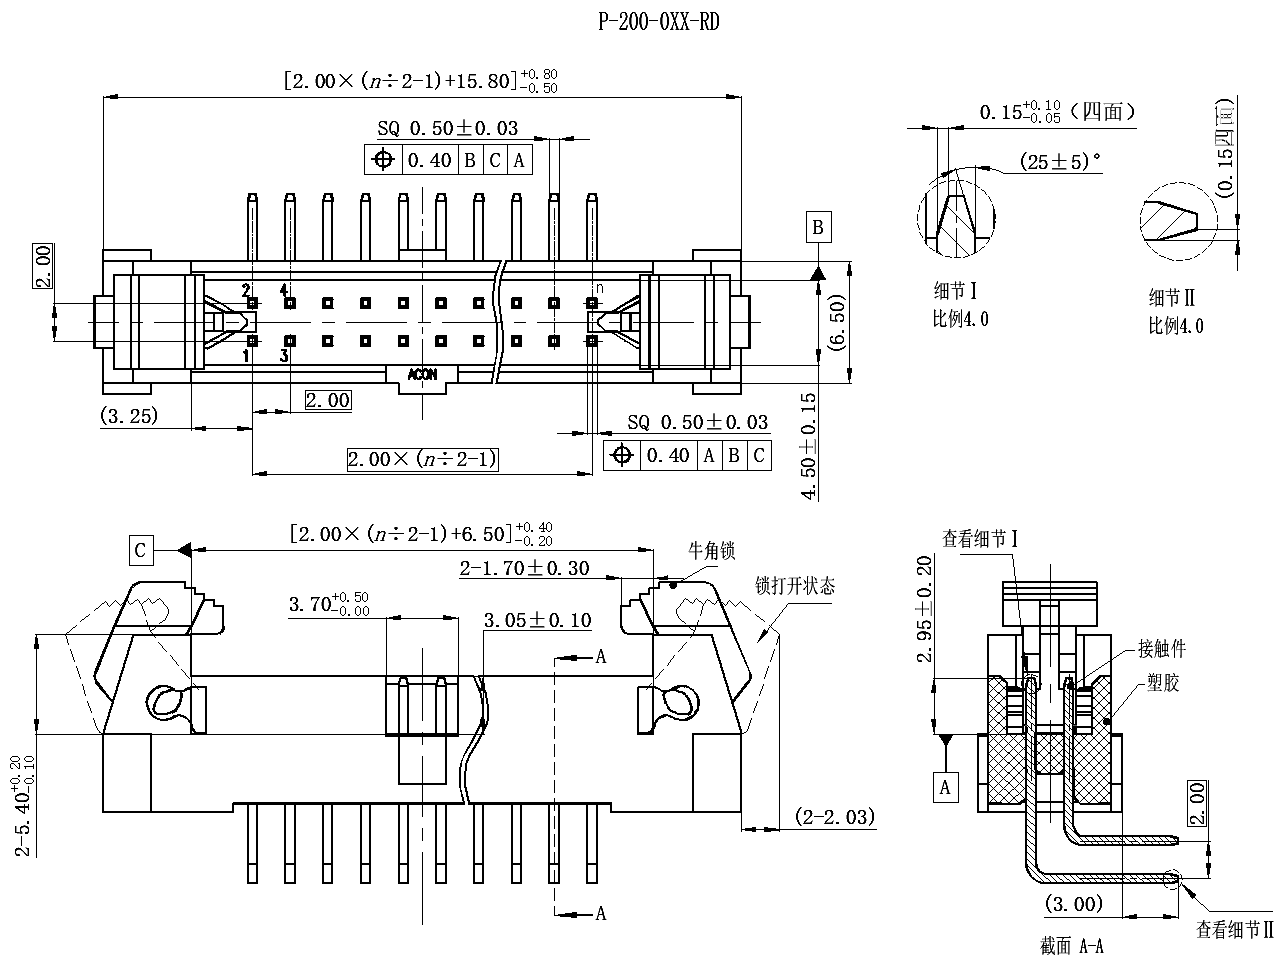 P-200-0XX-RD
[2.00×(n÷2-1)+15.80]+0.80
-0.50
SQ 0.50±0.03
0.40 B C A
0.15+0.10
-0.05（四面）
(25±5)°
(0.15四面)
细节Ⅰ
比例4.0
细节Ⅱ
比例4.0
2.00
B
2 4 n
1 3
ACON
(6.50)
4.50±0.15
(3.25)
2.00
2.00×(n÷2-1)
SQ 0.50±0.03
0.40 A B C
[2.00×(n÷2-1)+6.50]+0.40
-0.20
C
牛角锁
2-1.70±0.30
锁打开状态
3.70+0.50
-0.00
3.05±0.10
A
A
2-5.40+0.20
-0.10
(2-2.03)
查看细节Ⅰ
2.95±0.20
接触件
塑胶
A
2.00
(3.00)
查看细节Ⅱ
截面 A-A